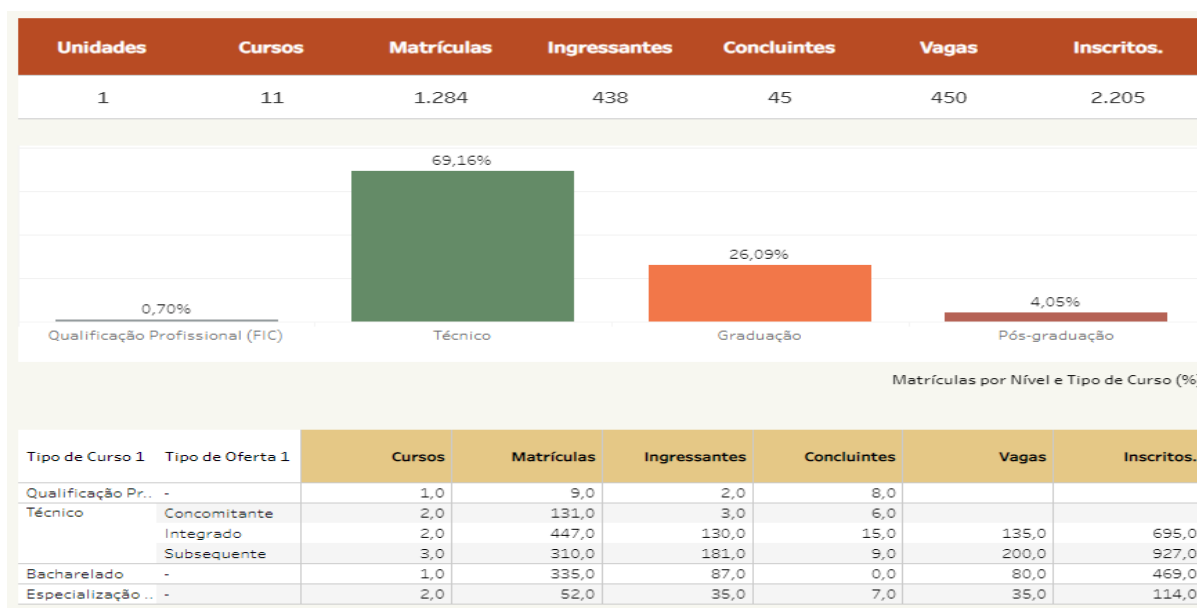 Unidades Cursos Matrículas Ingressantes Concluintes Vagas Inscritos.
1 11 1.284 438 45 450 2.205
69,16%
26,09%
4,05%
0,70%
Qualificação Profissional (FIC) Técnico Graduação Pós-graduação
Matrículas por Nível e Tipo de Curso (%)
Tipo de Curso 1 Tipo de Oferta 1 Cursos Matrículas Ingressantes Concluintes Vagas Inscritos.
Qualificação Pr.. - 1,0 9,0 2,0 8,0
Técnico Concomitante 2,0 131,0 3,0 6,0
Integrado 2,0 447,0 130,0 15,0 135,0 695,0
Subsequente 3,0 310,0 181,0 9,0 200,0 927,0
Bacharelado - 1,0 335,0 87,0 0,0 80,0 469,0
Especialização .. - 2,0 52,0 35,0 7,0 35,0 114,0